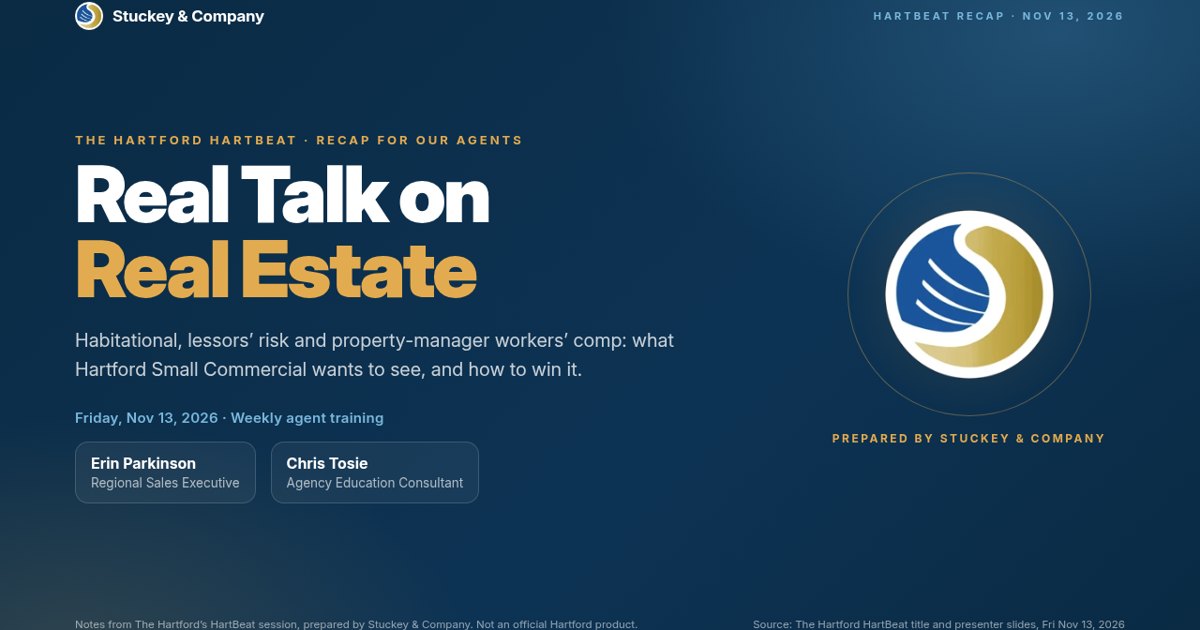 Stuckey & Company
HARTBEAT RECAP · NOV 13, 2026
THE HARTFORD HARTBEAT · RECAP FOR OUR AGENTS
Real Talk on
Real Estate
Habitational, lessors’ risk and property-manager workers’ comp: what
Hartford Small Commercial wants to see, and how to win it.
Friday, Nov 13, 2026 · Weekly agent training
Erin Parkinson
Regional Sales Executive
Chris Tosie
Agency Education Consultant
PREPARED BY STUCKEY & COMPANY
Notes from The Hartford’s HartBeat session, prepared by Stuckey & Company. Not an official Hartford product.
Source: The Hartford HartBeat title and presenter slides, Fri Nov 13, 2026